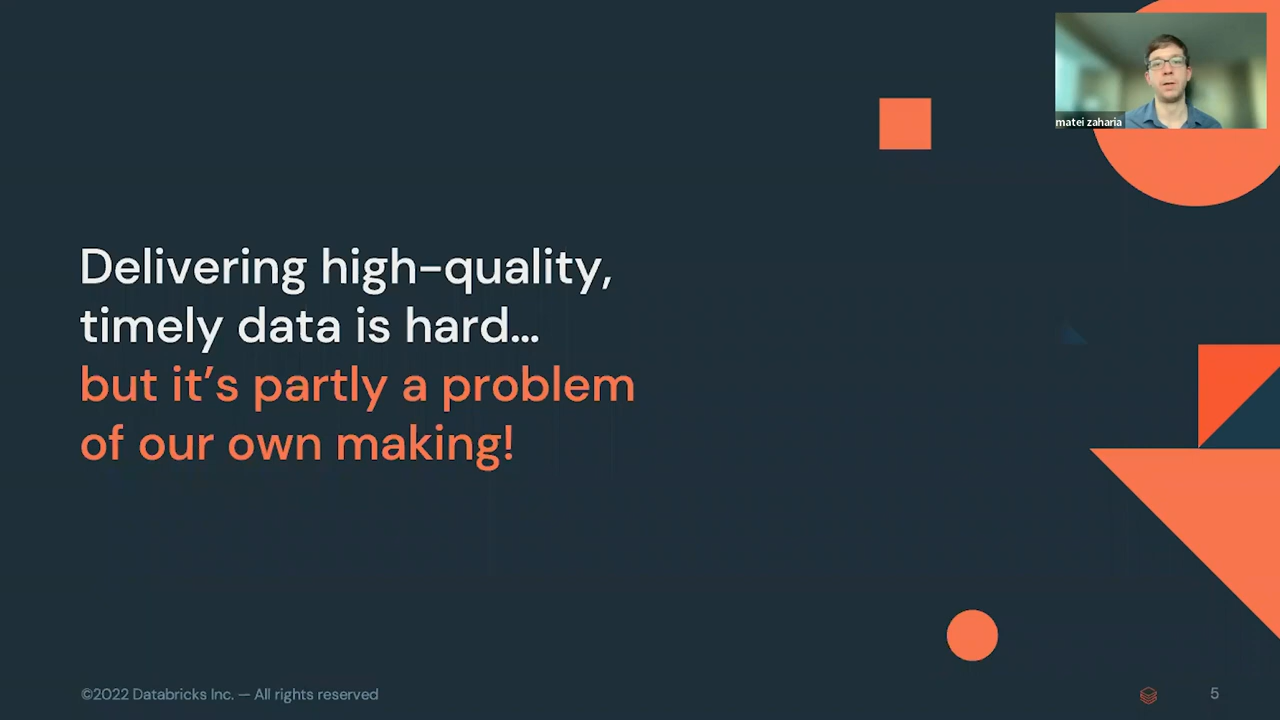 matei zaharia
Delivering high-quality,
timely data is hard...
but it's partly a problem
of our own making!
©2022 Databricks Inc. — All rights reserved
5